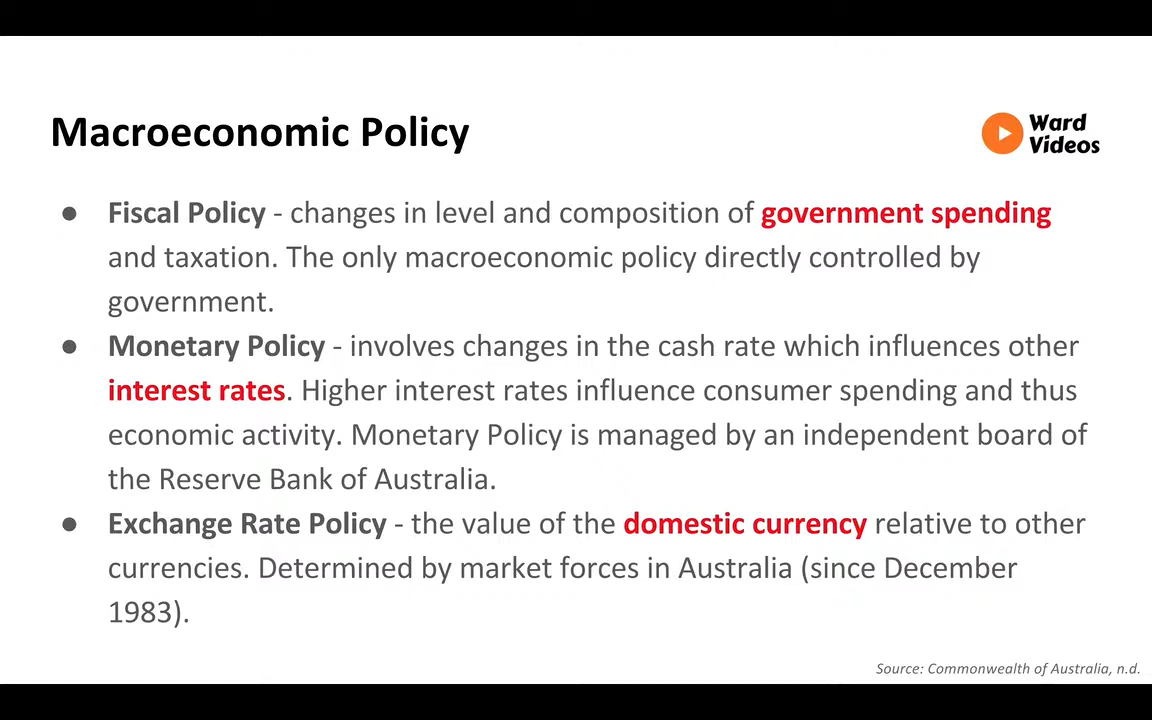 Macroeconomic Policy
Ward
Videos
● Fiscal Policy - changes in level and composition of government spending
and taxation. The only macroeconomic policy directly controlled by
government.
● Monetary Policy - involves changes in the cash rate which influences other
interest rates. Higher interest rates influence consumer spending and thus
economic activity. Monetary Policy is managed by an independent board of
the Reserve Bank of Australia.
● Exchange Rate Policy - the value of the domestic currency relative to other
currencies. Determined by market forces in Australia (since December
1983).
Source: Commonwealth of Australia, n.d.